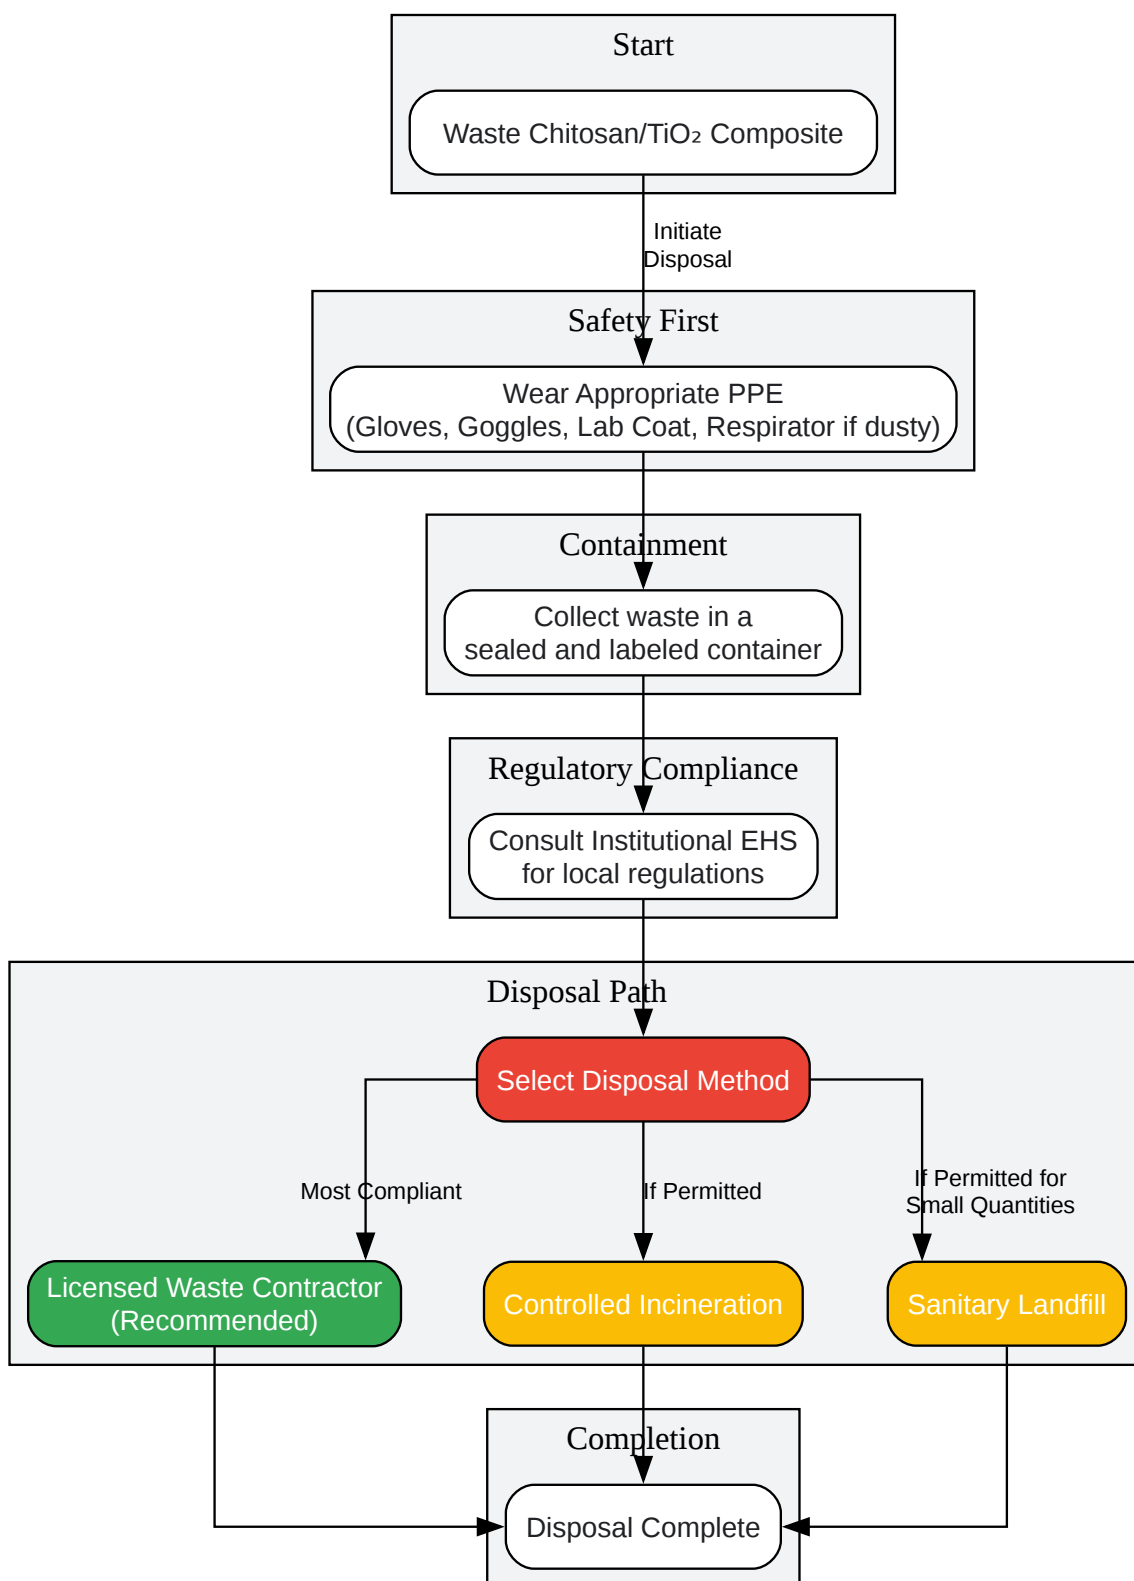 Start
Waste Chitosan/TiO₂ Composite
Initiate
Disposal
Safety First
Wear Appropriate PPE
(Gloves, Goggles, Lab Coat, Respirator if dusty)
Containment
Collect waste in a
sealed and labeled container
Regulatory Compliance
Consult Institutional EHS
for local regulations
Disposal Path
Select Disposal Method
Most Compliant
If Permitted
If Permitted for
Small Quantities
Licensed Waste Contractor
(Recommended)
Controlled Incineration
Sanitary Landfill
Completion
Disposal Complete